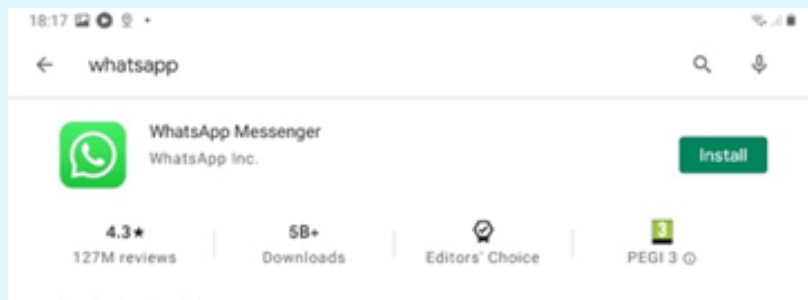 18:17
whatsapp
WhatsApp Messenger
WhatsApp Inc.
Install
4.3★ 5B+ 3
127M reviews Downloads Editors' Choice PEGI 3